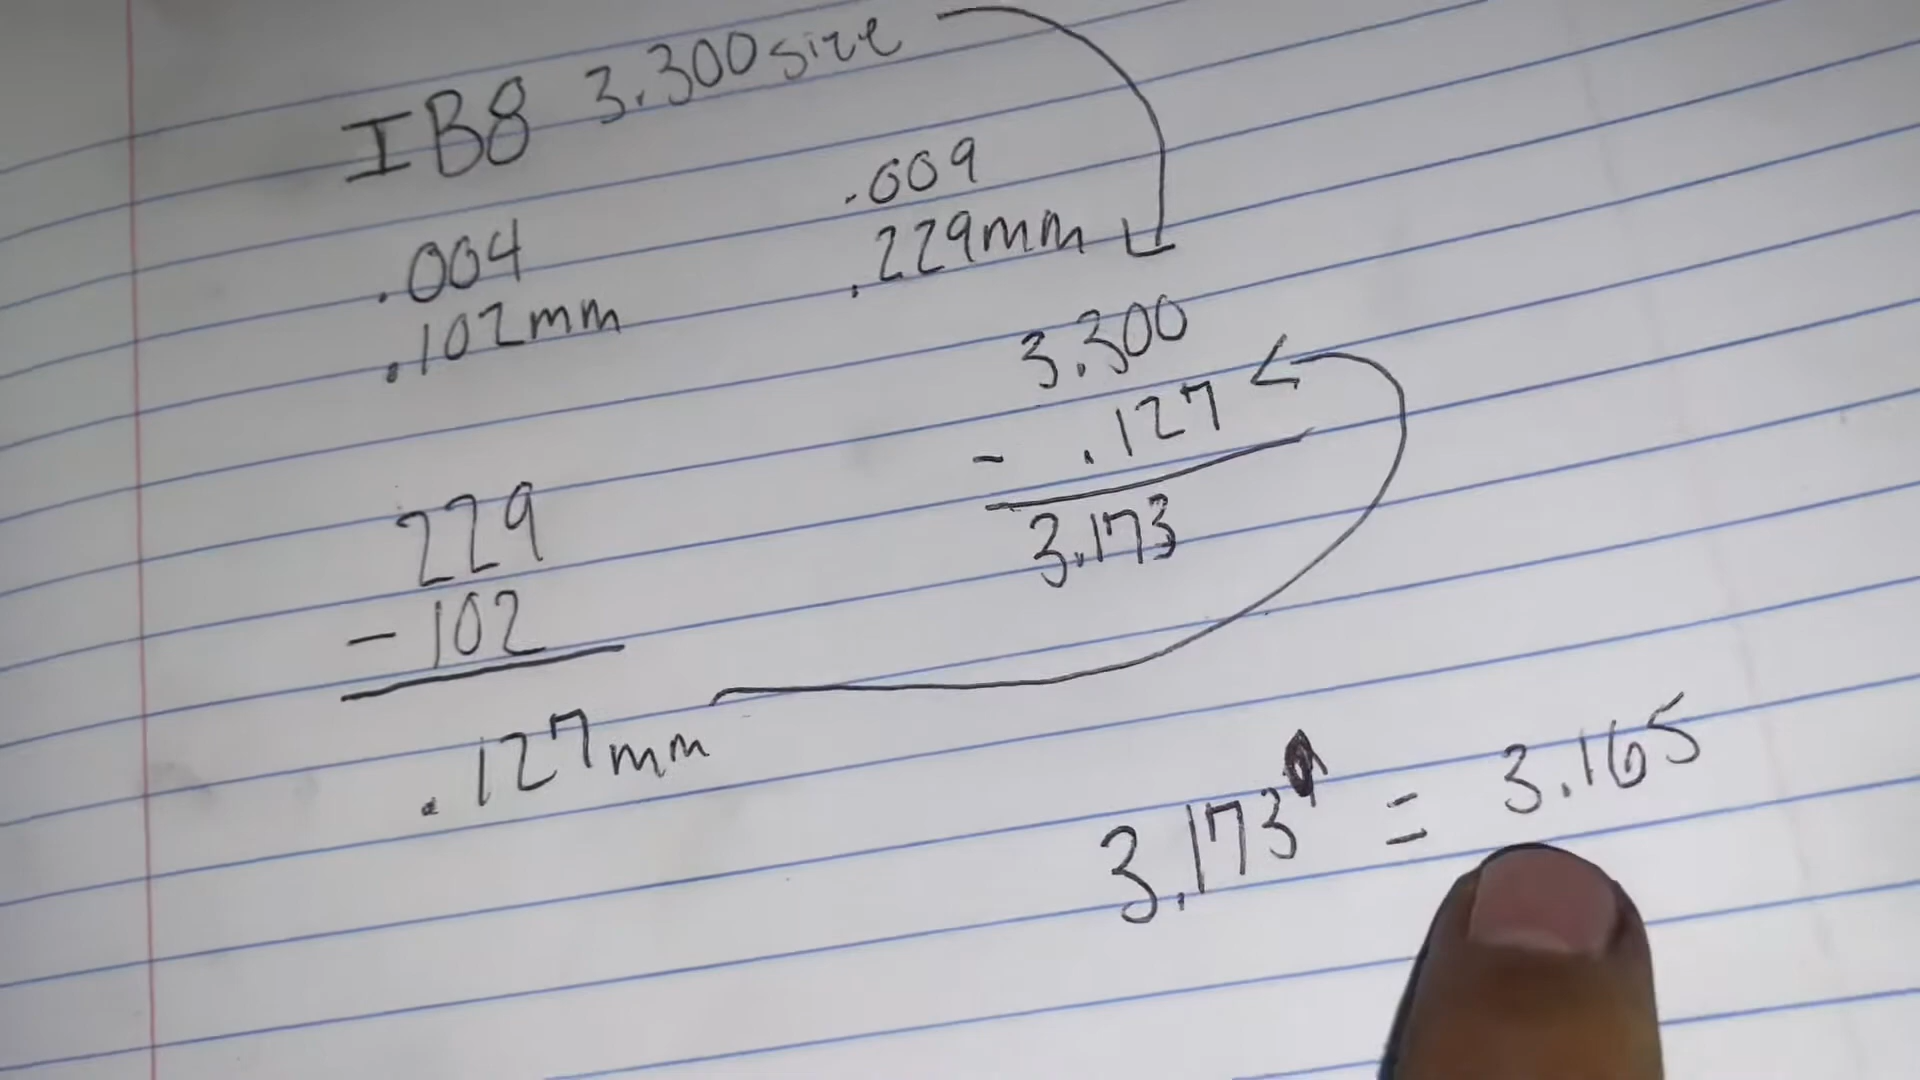 IB8 3.300 size
.004
.102mm
.009
.229mm
229
- 102
.127mm
3.300
- .127
3.173
3.173 = 3.165